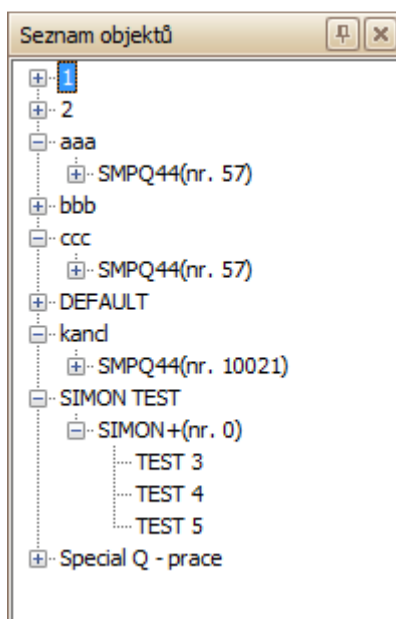 Seznam objektů
1
2
aaa
SMPQ44(nr. 57)
bbb
ccc
SMPQ44(nr. 57)
DEFAULT
kancl
SMPQ44(nr. 10021)
SIMON TEST
SIMON+(nr. 0)
TEST 3
TEST 4
TEST 5
Special Q - prace